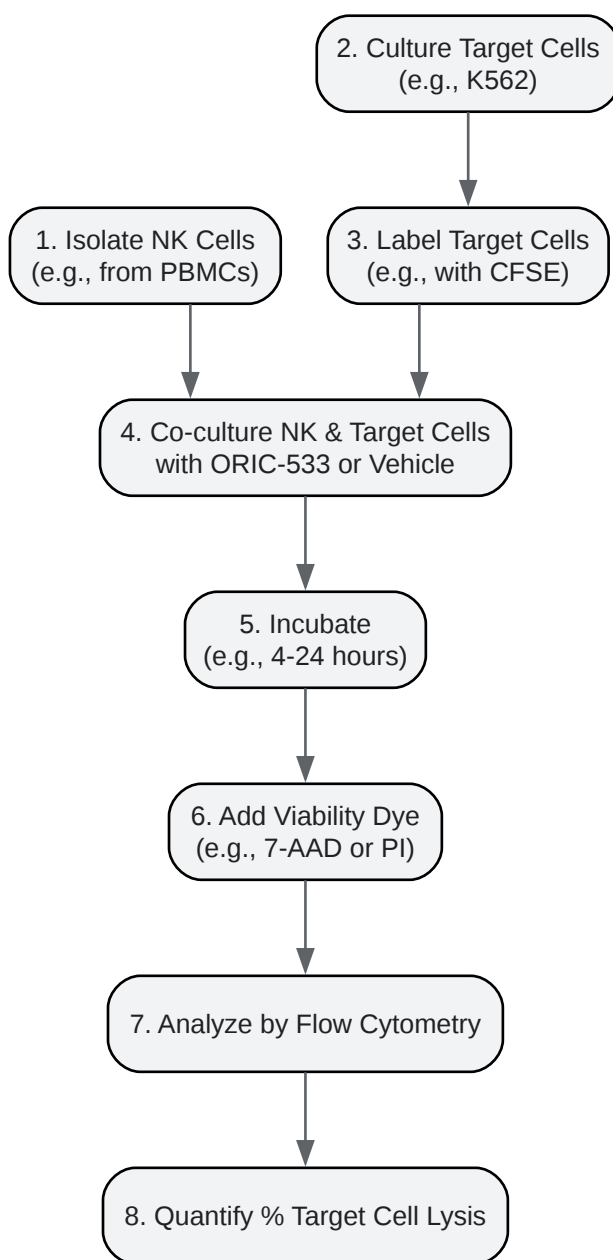 2. Culture Target Cells
(e.g., K562)
1. Isolate NK Cells
(e.g., from PBMCs)
3. Label Target Cells
(e.g., with CFSE)
4. Co-culture NK & Target Cells
with ORIC-533 or Vehicle
5. Incubate
(e.g., 4-24 hours)
6. Add Viability Dye
(e.g., 7-AAD or PI)
7. Analyze by Flow Cytometry
8. Quantify % Target Cell Lysis